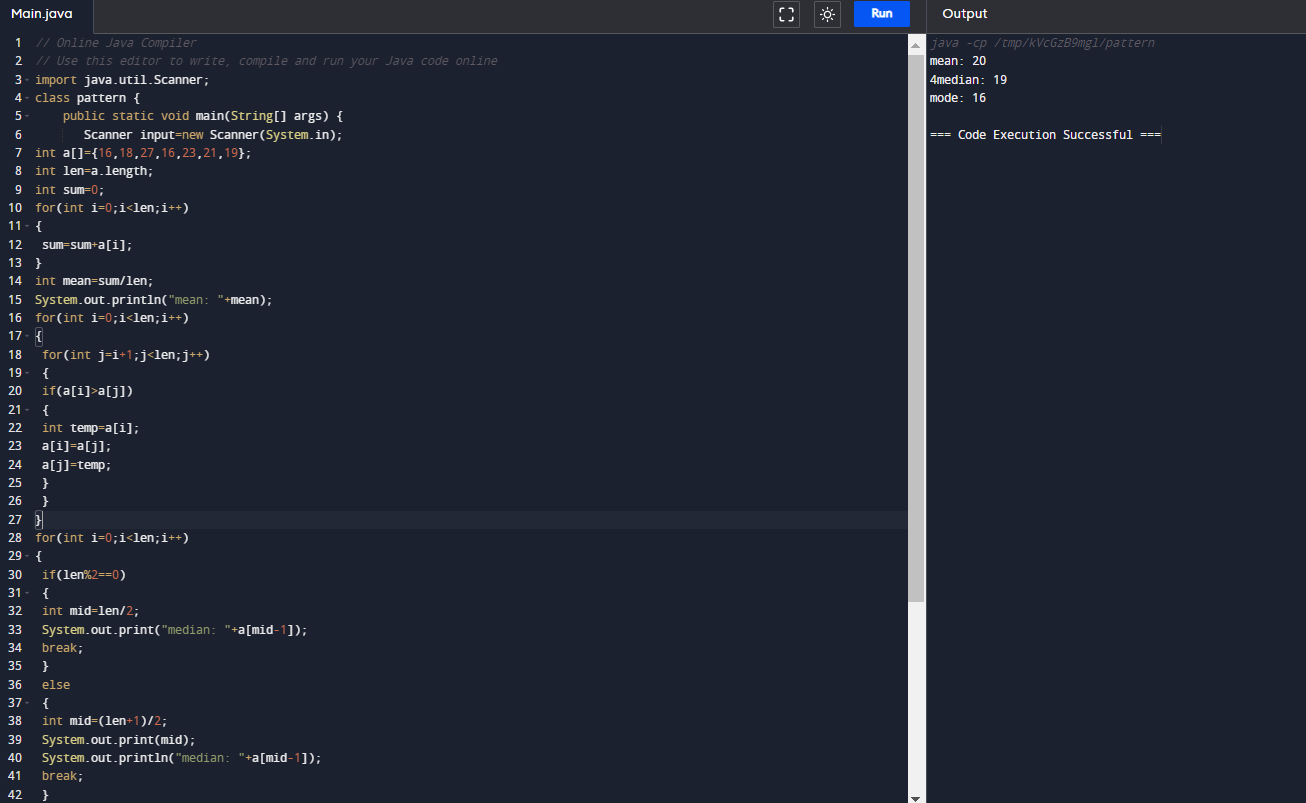 Main.java
Run
Output
1 // Online Java Compiler
2 // Use this editor to write, compile and run your Java code online
3 import java.util.Scanner;
4 class pattern {
5 public static void main(String[] args) {
6 Scanner input=new Scanner(System.in);
7 int a[]={16,18,27,16,23,21,19};
8 int len=a.length;
9 int sum=0;
10 for(int i=0;i<len;i++)
11 {
12 sum=sum+a[i];
13 }
14 int mean=sum/len;
15 System.out.println("mean: "+mean);
16 for(int i=0;i<len;i++)
17 {
18 for(int j=i+1;j<len;j++)
19 {
20 if(a[i]>a[j])
21 {
22 int temp=a[i];
23 a[i]=a[j];
24 a[j]=temp;
25 }
26 }
27 }
28 for(int i=0;i<len;i++)
29 {
30 if(len%2==0)
31 {
32 int mid=len/2;
33 System.out.print("median: "+a[mid-1]);
34 break;
35 }
36 else
37 {
38 int mid=(len+1)/2;
39 System.out.print(mid);
40 System.out.println("median: "+a[mid-1]);
41 break;
42 }
java -cp /tmp/kVcGzB9mgl/pattern
mean: 20
4median: 19
mode: 16
=== Code Execution Successful ===